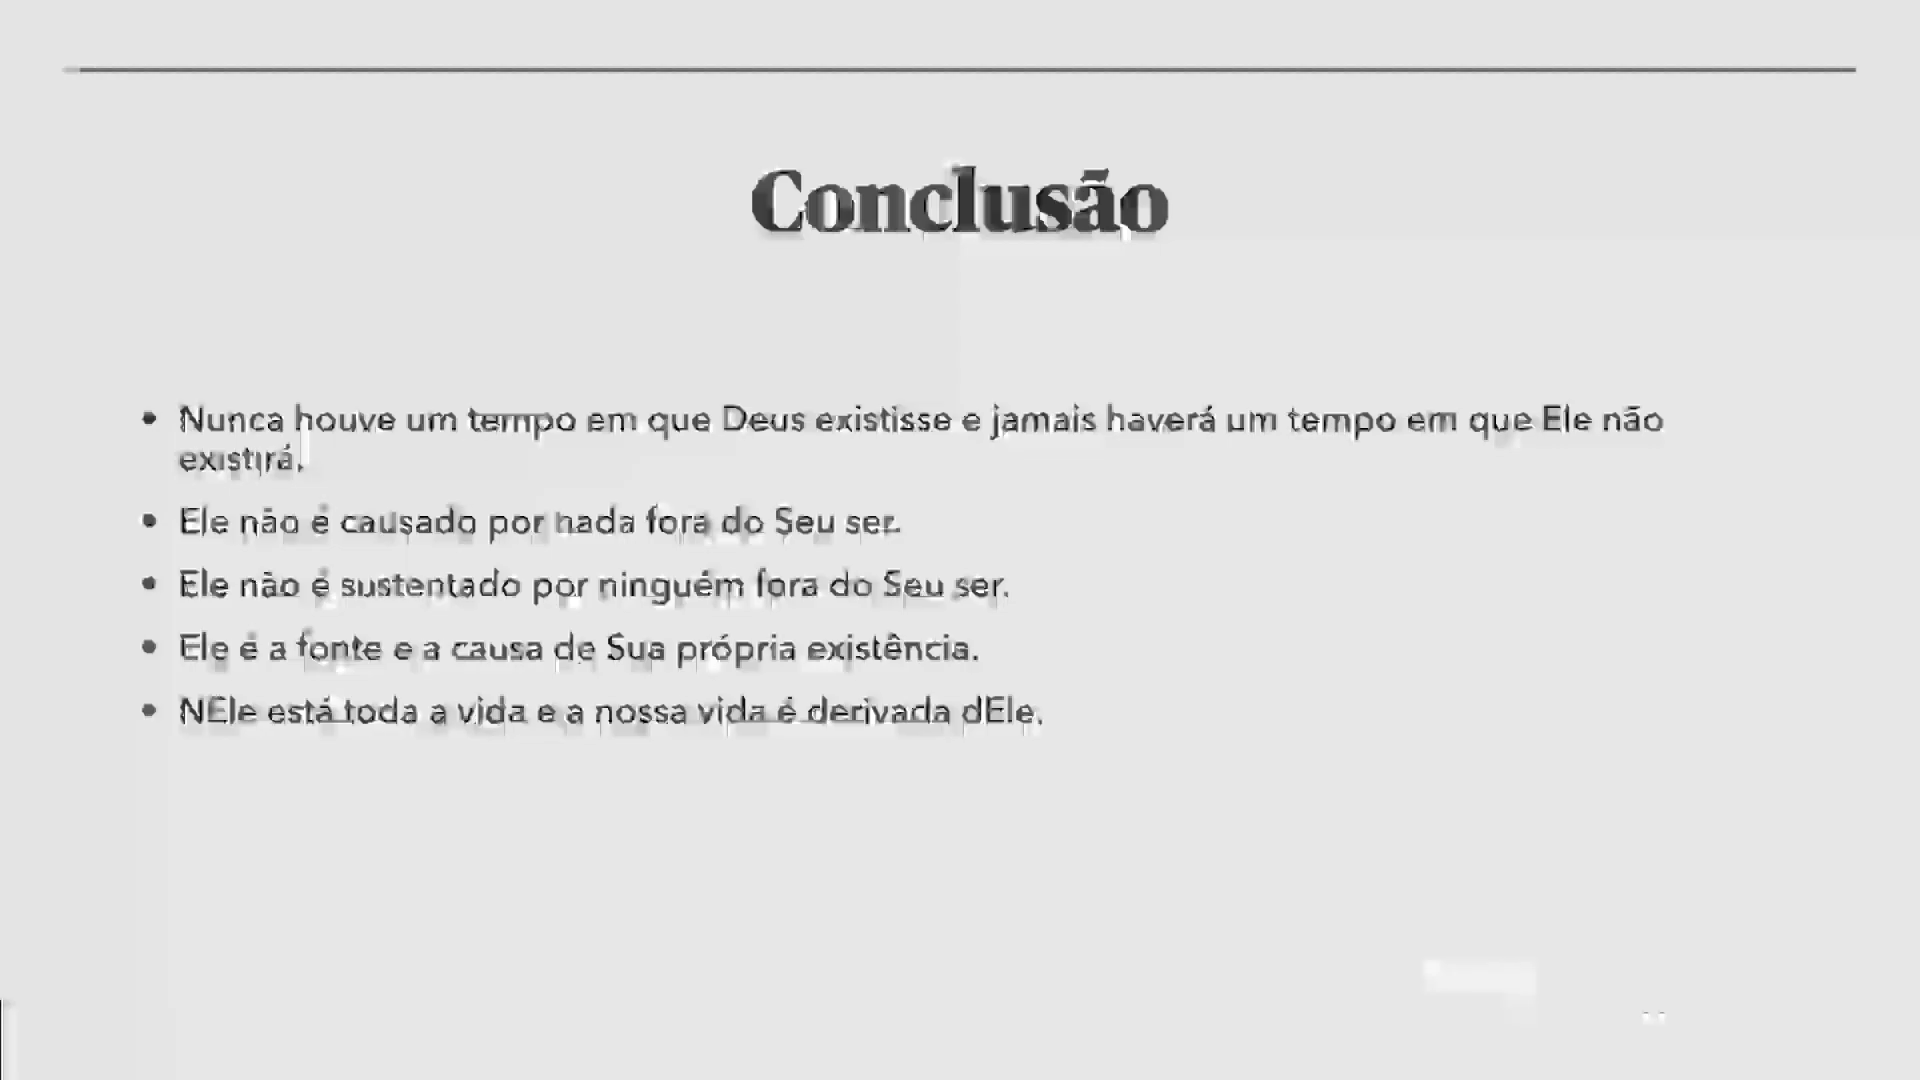 Conclusão
• Nunca houve um tempo em que Deus existisse e jamais haverá um tempo em que Ele não
existirá.
• Ele não é causado por nada fora do Seu ser.
• Ele não é sustentado por ninguém fora do Seu ser.
• Ele é a fonte e a causa de Sua própria existência.
• NEle está toda a vida e a nossa vida é derivada dEle.